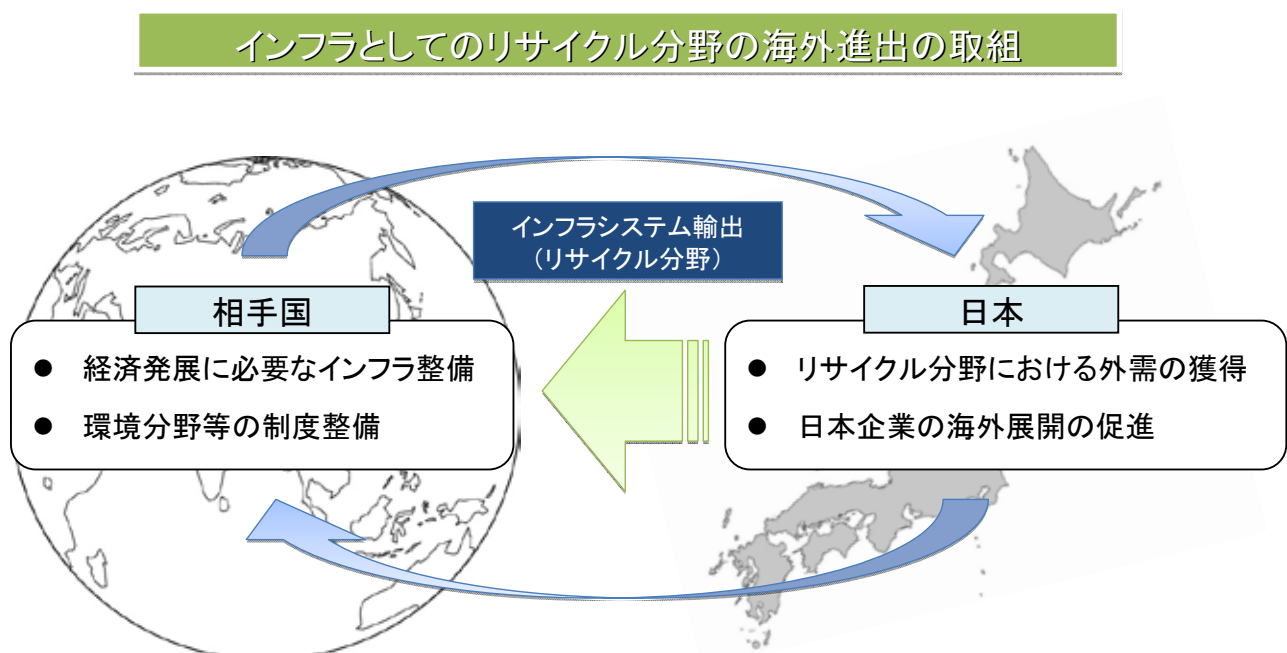 インフラとしてのリサイクル分野の海外進出の取組
インフラシステム輸出
（リサイクル分野）
相手国
● 経済発展に必要なインフラ整備
● 環境分野等の制度整備
日本
● リサイクル分野における外需の獲得
● 日本企業の海外展開の促進